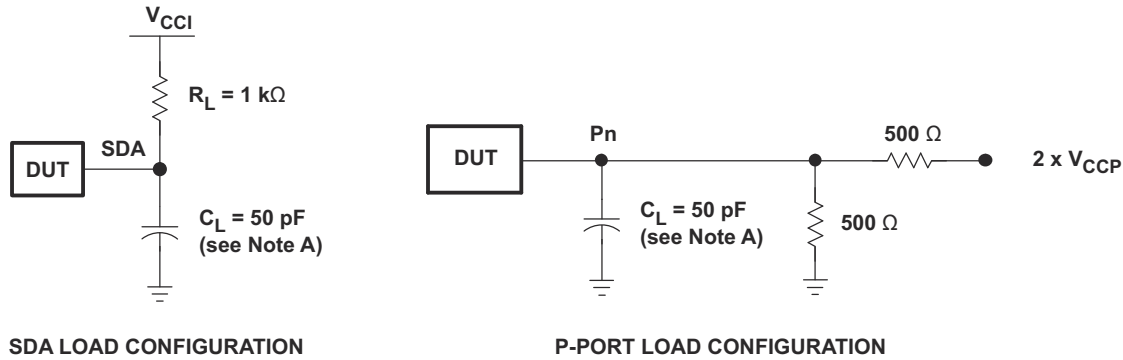 VCCI
RL = 1 kΩ
SDA
DUT
CL = 50 pF
(see Note A)
SDA LOAD CONFIGURATION
Pn
500 Ω
DUT
2 x VCCP
CL = 50 pF
(see Note A)
500 Ω
P-PORT LOAD CONFIGURATION